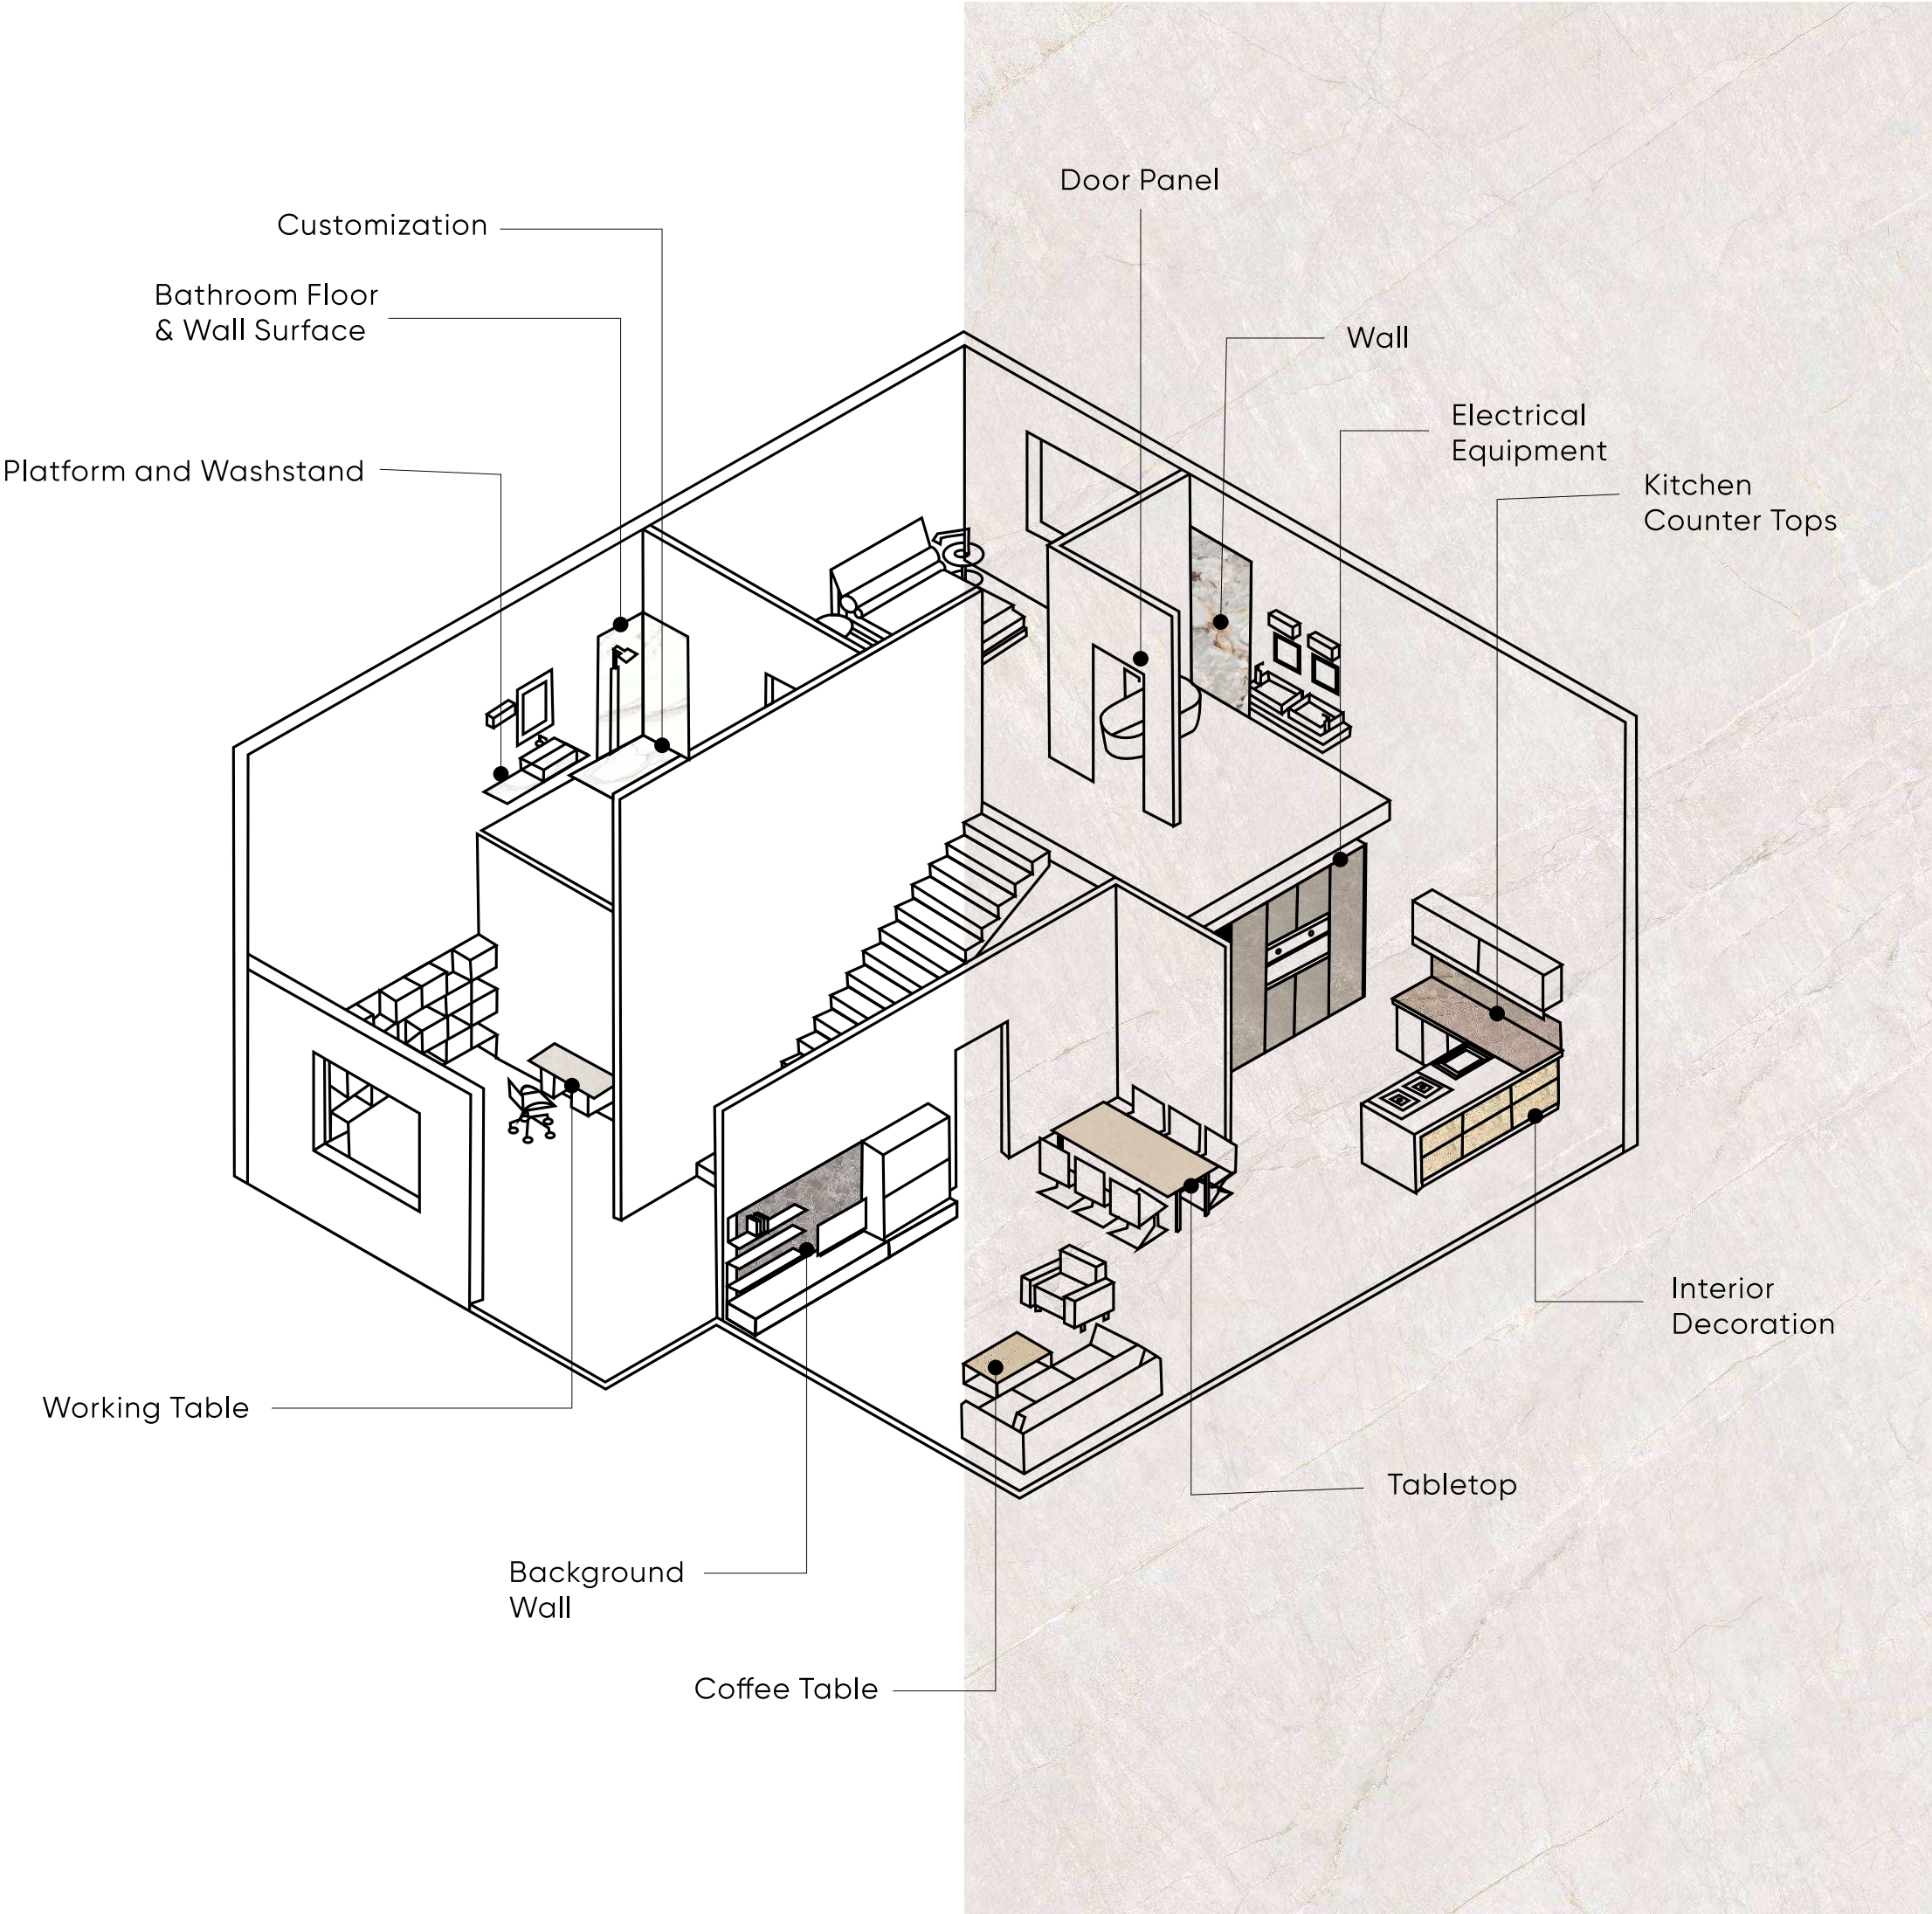 Door Panel
Customization
Bathroom Floor
& Wall Surface
Wall
Electrical
Equipment
Platform and Washstand
Kitchen
Counter Tops
Interior
Decoration
Working Table
Tabletop
Background
Wall
Coffee Table